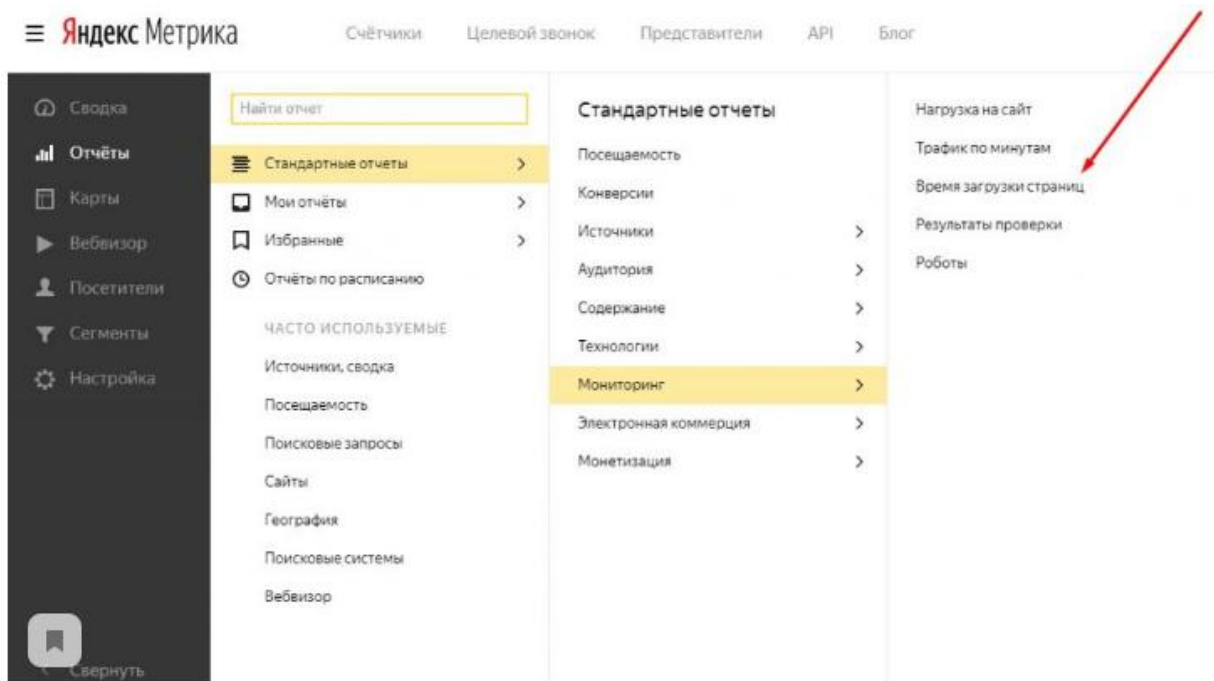 Яндекс Метрика
Счётчики
Целевой звонок
Представители
API
Блог
Сводка
Отчёты
Карты
Вебвизор
Посетители
Сегменты
Настройка
Свернуть
Найти отчет
Стандартные отчеты
Мои отчёты
Избранные
Отчёты по расписанию
ЧАСТО ИСПОЛЬЗУЕМЫЕ
Источники, сводка
Посещаемость
Поисковые запросы
Сайты
География
Поисковые системы
Вебвизор
Стандартные отчеты
Посещаемость
Конверсии
Источники
Аудитория
Содержание
Технологии
Мониторинг
Электронная коммерция
Монетизация
Нагрузка на сайт
Трафик по минутам
Время загрузки страниц
Результаты проверки
Роботы